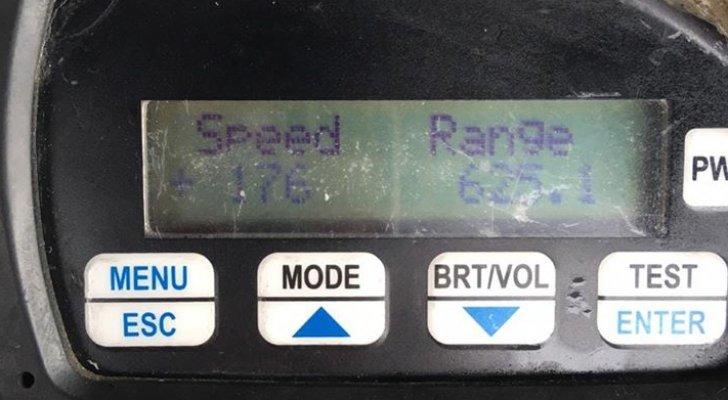 Speed Range
+ 176 625.1
PW
MENU MODE BRT/VOL TEST
ESC ENTER